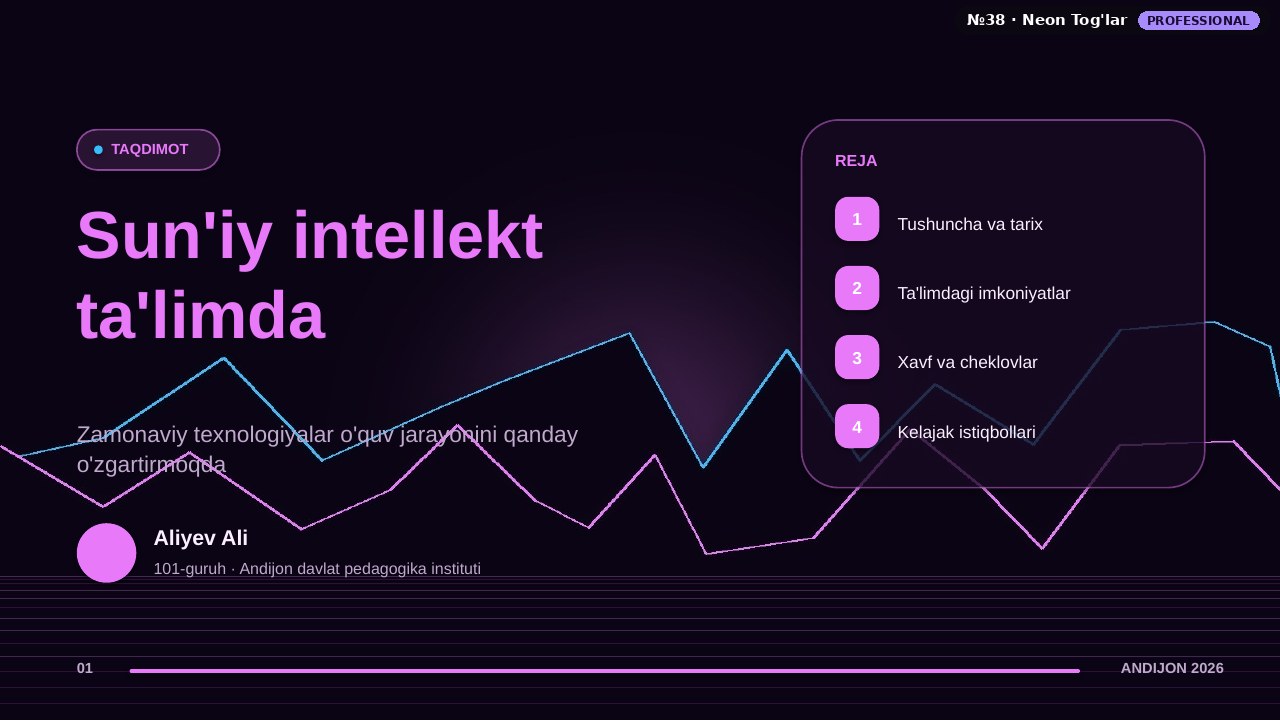 №38 · Neon Tog'lar PROFESSIONAL
TAQDIMOT
Sun'iy intellekt
ta'limda
Zamonaviy texnologiyalar o'quv jarayonini qanday
o'zgartirmoqda
Aliyev Ali
101-guruh · Andijon davlat pedagogika instituti
REJA
1 Tushuncha va tarix
2 Ta'limdagi imkoniyatlar
3 Xavf va cheklovlar
4 Kelajak istiqbollari
01
ANDIJON 2026